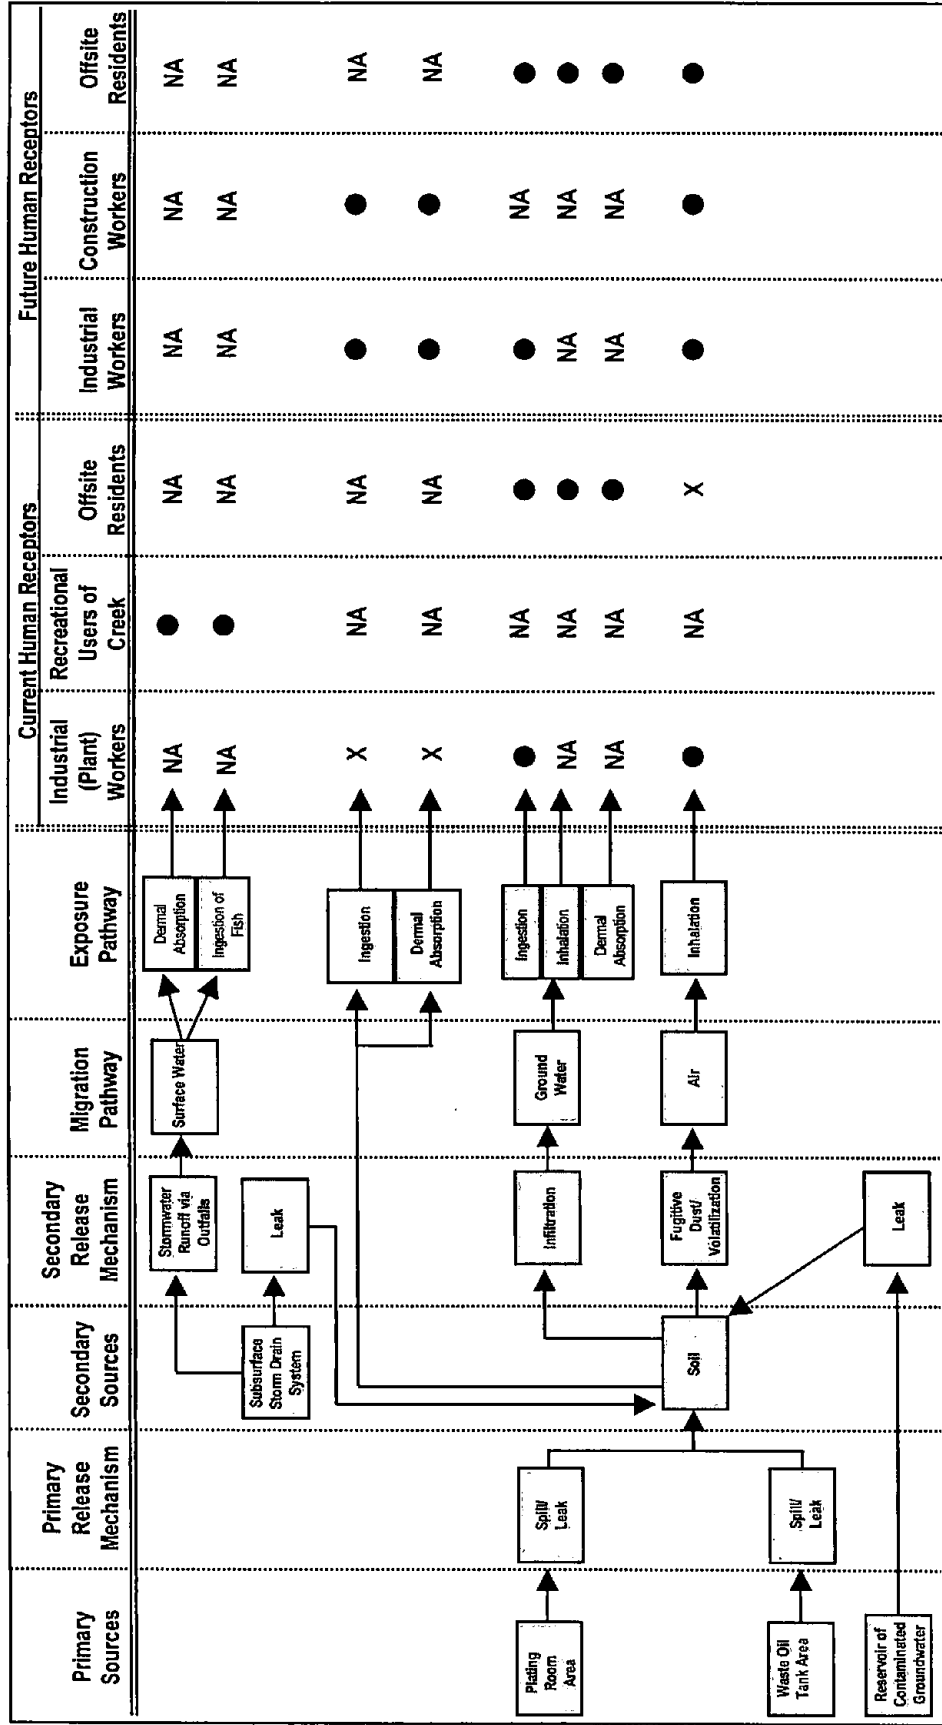 Current Human Receptors
Future Human Receptors
Primary
Sources
Primary
Release
Mechanism
Secondary
Sources
Secondary
Release
Mechanism
Migration
Pathway
Exposure
Pathway
Industrial
(Plant)
Workers
Recreational
Users of
Creek
Offsite
Residents
Industrial
Workers
Construction
Workers
Offsite
Residents
Subsurface
Storm Drain
System
Stormwater
Runoff via
Outfalls
Leak
Surface Water
Dermal
Absorption
NA
NA
NA
NA
NA
Ingestion of
Fish
NA
NA
NA
NA
NA
Ingestion
X
NA
NA
NA
Dermal
Absorption
X
NA
NA
NA
Plating
Room
Area
Spill/
Leak
Infiltration
Ground
Water
Ingestion
NA
NA
Inhalation
NA
NA
NA
NA
Dermal
Absorption
NA
NA
NA
NA
Soil
Fugitive
Dust/
Volatilization
Air
Inhalation
NA
X
Waste Oil
Tank Area
Spill/
Leak
Reservoir of
Contaminated
Groundwater
Leak